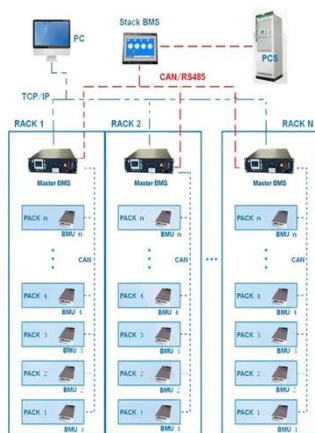 PC
Stack BMS
PCS
CAN/RS485
TCP/IP
RACK 1
RACK 2
RACK N
Master BMS
Master BMS
Master BMS
PACK n
BMU n
PACK n
BMU n
PACK n
BMU n
CAN
CAN
CAN
PACK 4
BMU 4
PACK 4
BMU 4
PACK 4
BMU 4
PACK 3
BMU 3
PACK 3
BMU 3
PACK 3
BMU 3
PACK 2
BMU 2
PACK 2
BMU 2
PACK 2
BMU 2
PACK 1
BMU 1
PACK 1
BMU 1
PACK 1
BMU 1